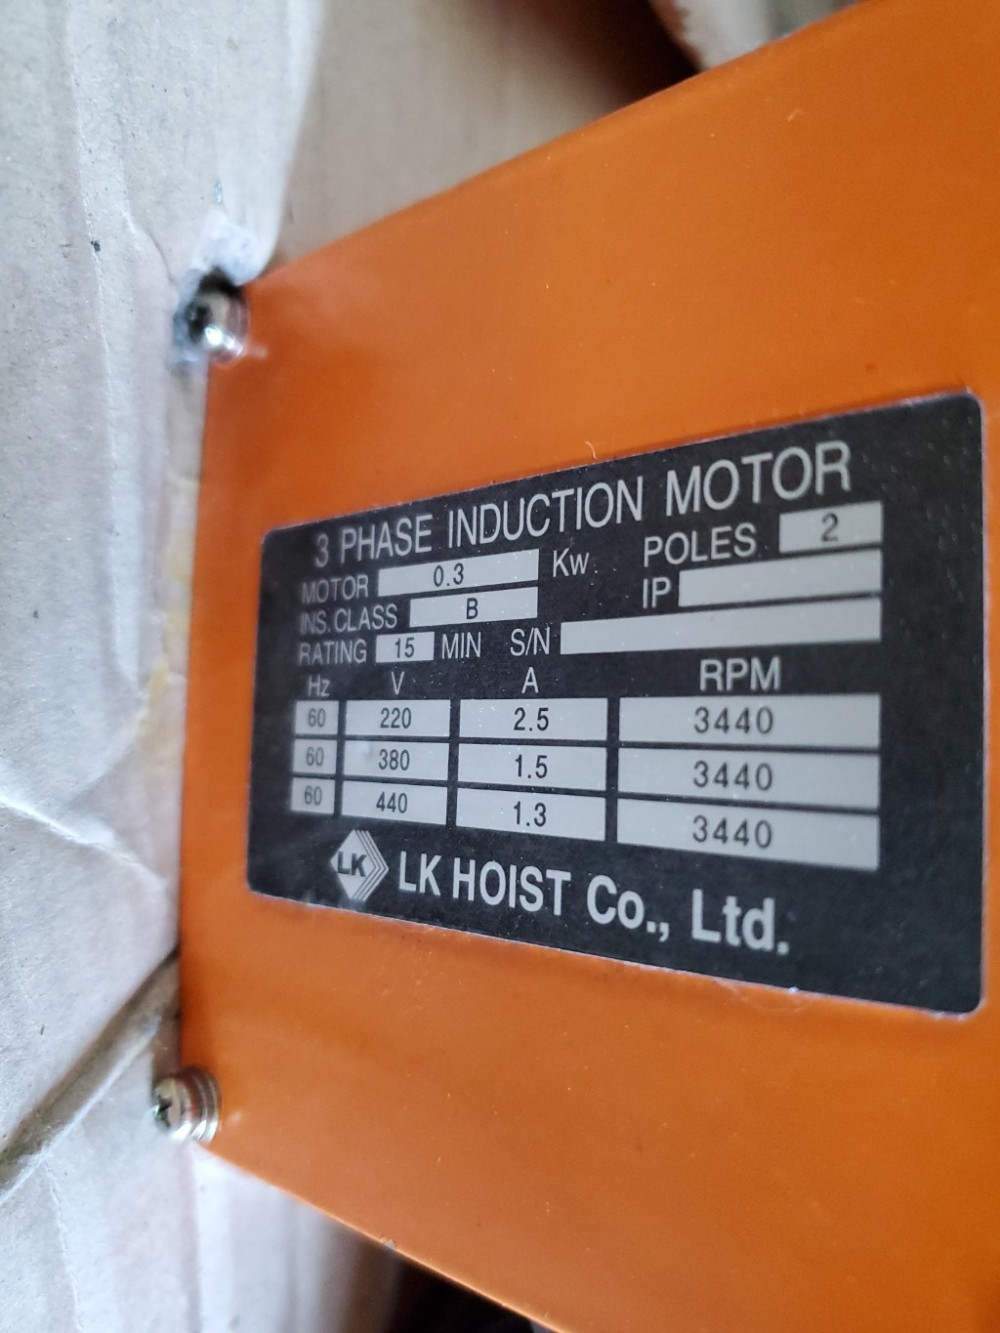 3 PHASE INDUCTION MOTOR
MOTOR 0.3 Kw POLES 2
INS. CLASS B IP
RATING 15 MIN S/N
Hz V A RPM
60 220 2.5 3440
60 380 1.5 3440
60 440 1.3 3440
LK LK HOIST Co., Ltd.